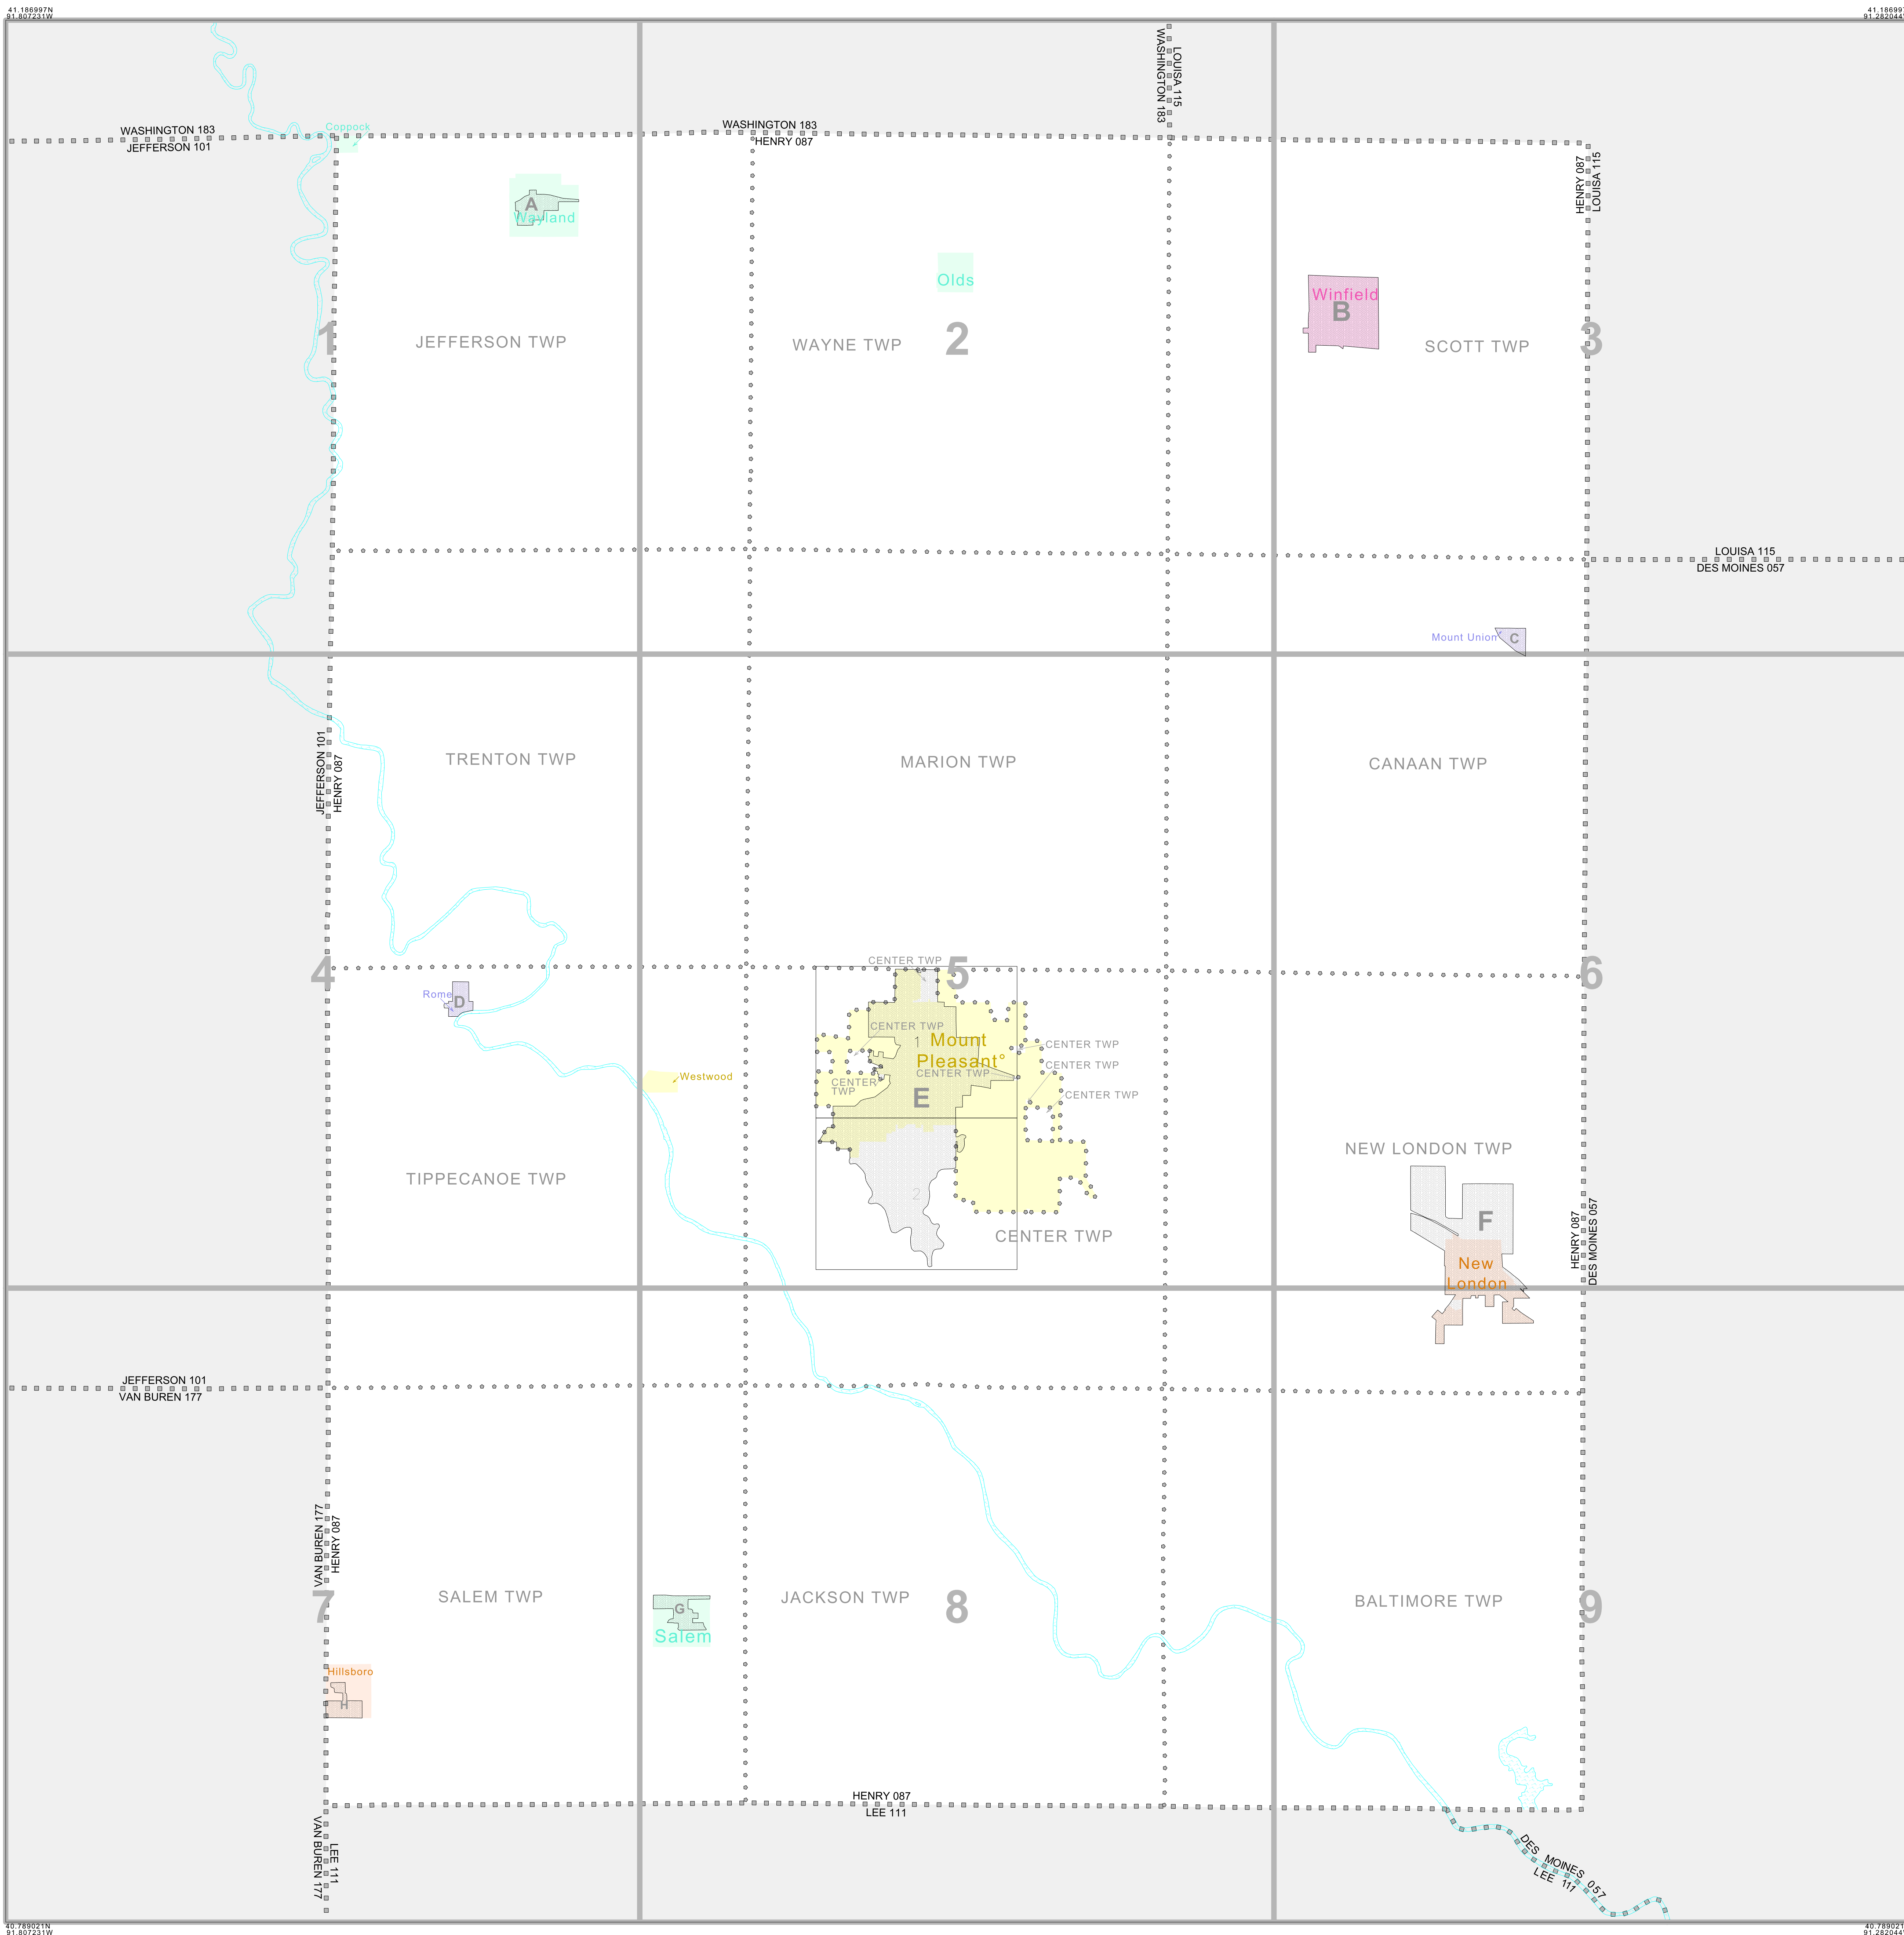 41.186997N
91.807231W
41.186997
91.282044
WASHINGTON 183
LOUISA 115
Coppock
WASHINGTON 183
JEFFERSON 101
WASHINGTON 183
HENRY 087
HENRY 087
LOUISA 115
A
Wayland
Olds
Winfield
B
1
JEFFERSON TWP
WAYNE TWP
2
SCOTT TWP
3
LOUISA 115
DES MOINES 057
Mount Union
C
JEFFERSON 101
HENRY 087
TRENTON TWP
MARION TWP
CANAAN TWP
CENTER TWP
4
5
6
Rome
D
CENTER TWP
1
Mount
Pleasant°
CENTER TWP
CENTER TWP
CENTER TWP
Westwood
CENTER
TWP
CENTER TWP
E
NEW LONDON TWP
TIPPECANOE TWP
2
F
CENTER TWP
HENRY 087
DES MOINES 057
New
London
JEFFERSON 101
VAN BUREN 177
VAN BUREN 177
HENRY 087
SALEM TWP
JACKSON TWP
BALTIMORE TWP
7
8
9
G
Salem
Hillsboro
H
HENRY 087
LEE 111
VAN BUREN 177
LEE 111
DES MOINES 057
LEE 111
40.789021N
91.807231W
40.789021
91.282044